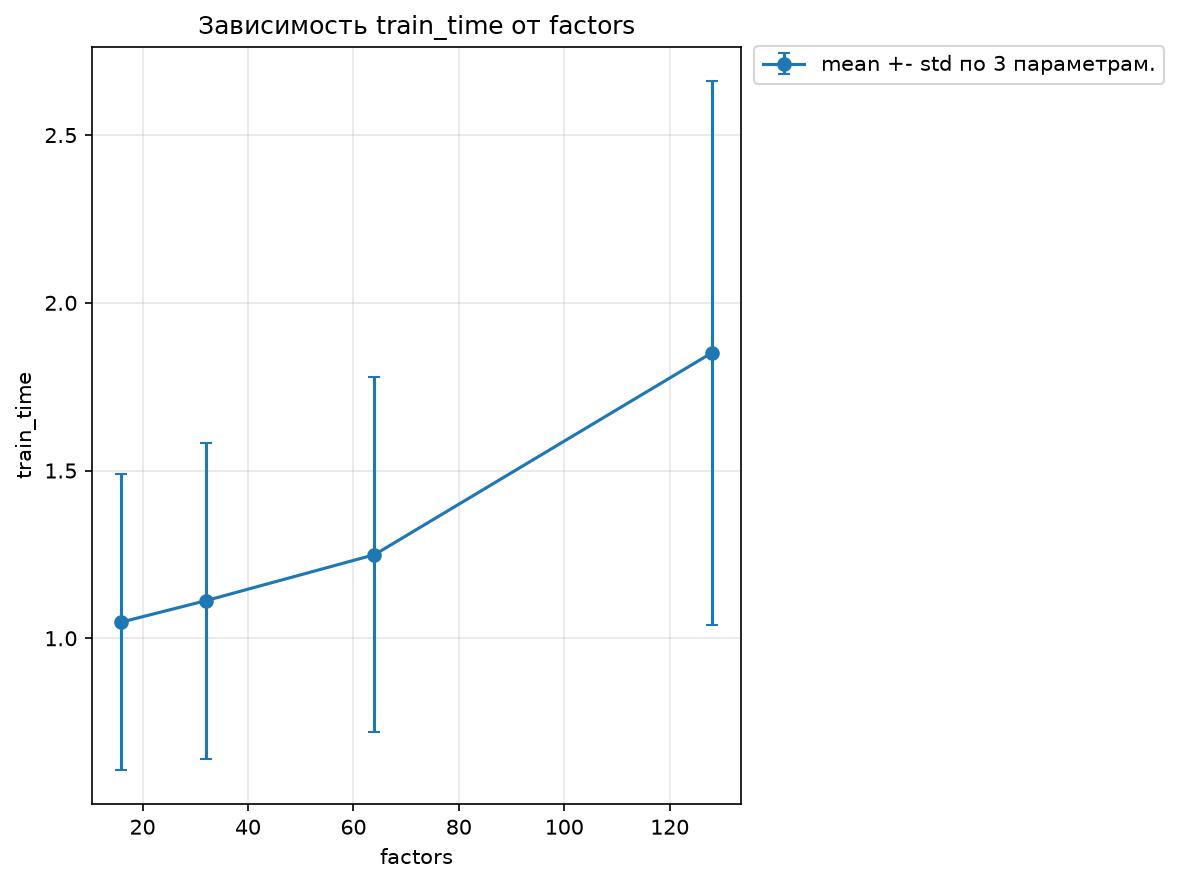 Зависимость train_time от factors
mean +- std по 3 параметрам.
2.5
2.0
1.5
1.0
train_time
20 40 60 80 100 120
factors